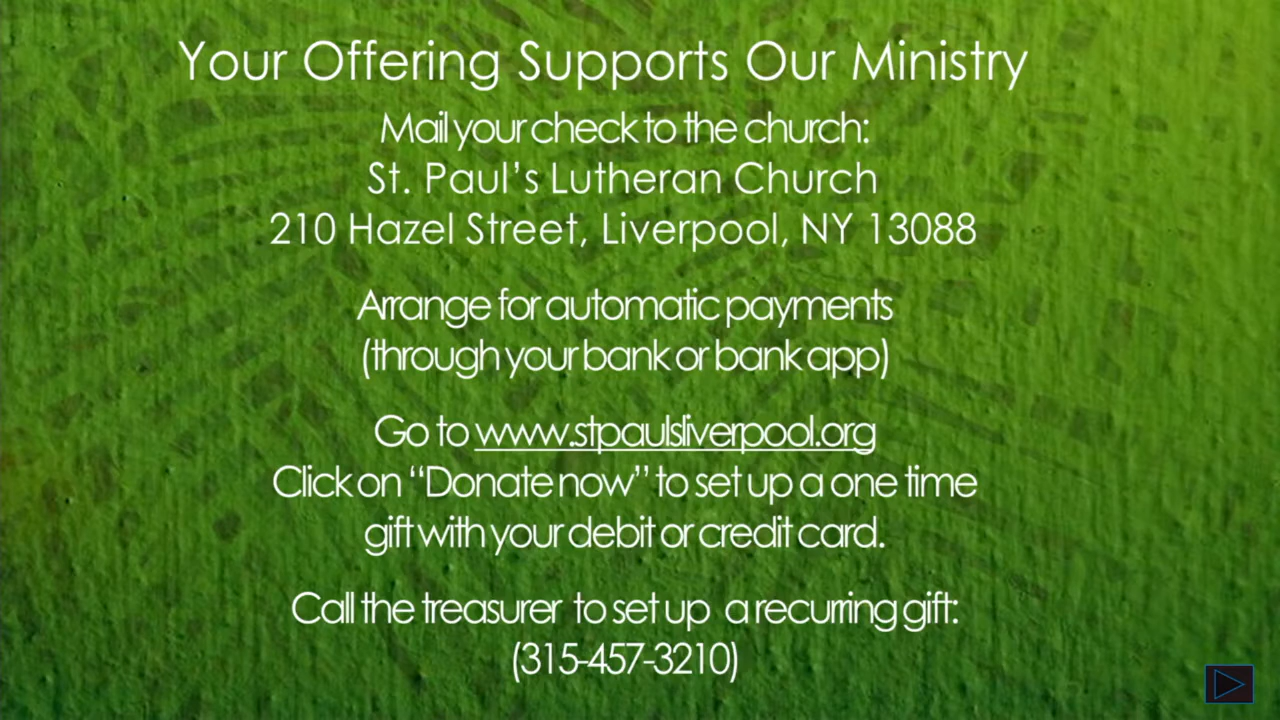 Your Offering Supports Our Ministry
Mail your check to the church:
St. Paul’s Lutheran Church
210 Hazel Street, Liverpool, NY 13088
Arrange for automatic payments
(through your bank or bank app)
Go to www.stpaulsliverpool.org
Click on “Donate now” to set up a one time
gift with your debit or credit card.
Call the treasurer to set up a recurring gift:
(315-457-3210)